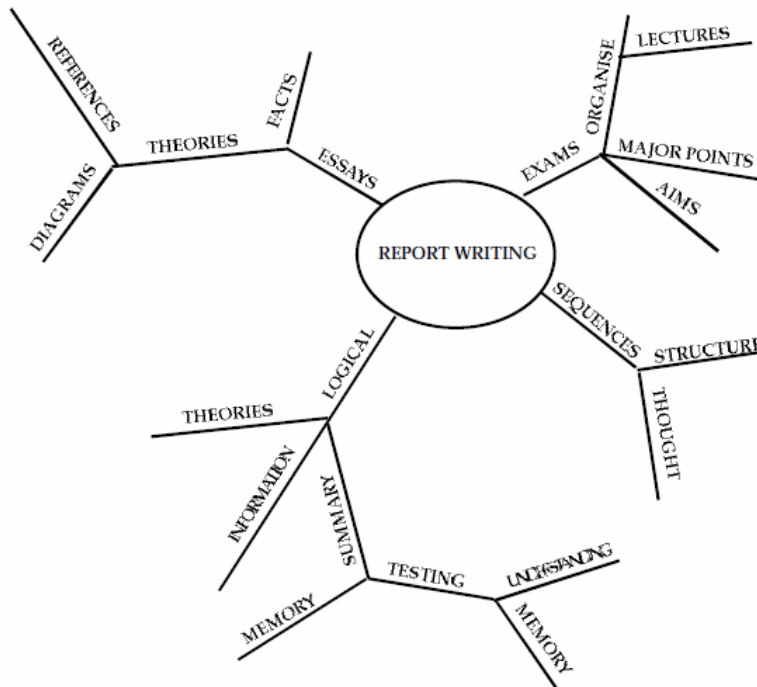 REFERENCES
DIAGRAMS
THEORIES
FACTS
ESSAYS
EXAMS
ORGANISE
LECTURES
MAJOR POINTS
AIMS
REPORT WRITING
SEQUENCES
STRUCTURE
THOUGHT
LOGICAL
THEORIES
INFORMATION
SUMMARY
MEMORY
TESTING
UNDERSTANDING
MEMORY